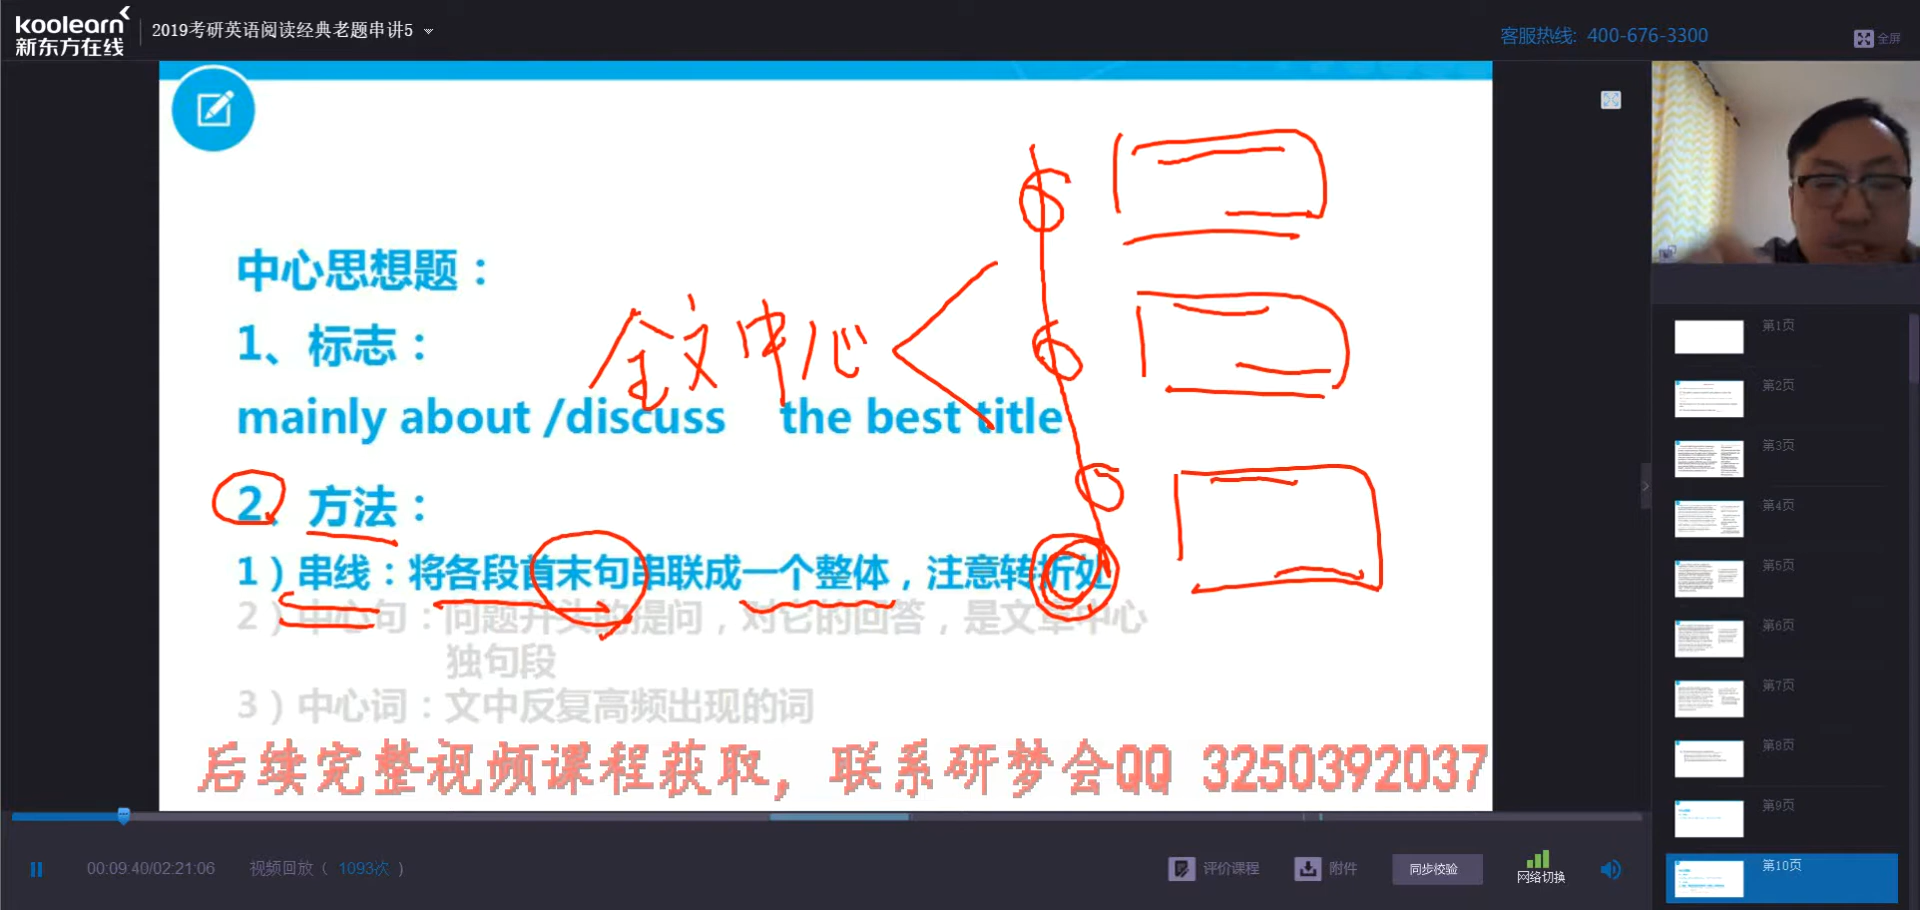 koolearn
新东方在线
2019考研英语阅读经典老题串讲5
客服热线: 400-676-3300
全屏
中心思想题：
1、标志：
全文中心
mainly about /discuss the best title
2、方法：
1）串线：将各段首末句串联成一个整体，注意转折处
2）中心句：问题开头的提问，对它的回答，是文章中心
独句段
3）中心词：文中反复高频出现的词
后续完整视频课程获取，联系研梦会QQ 3250392037
第1页
第2页
第3页
第4页
第5页
第6页
第7页
第8页
第9页
第10页
00:09:40/02:21:06
视频回放（ 1093次 ）
评价课程
附件
同步校验
网络切换